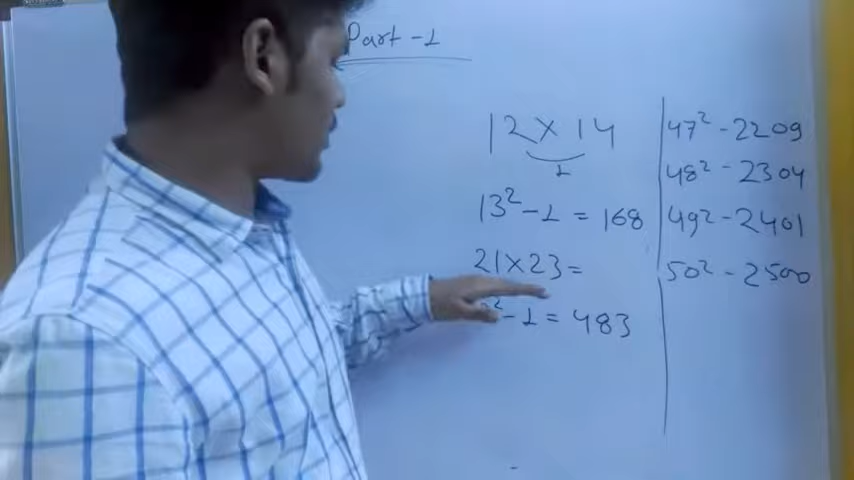 Part -1
12 X 14
1
13² - 1 = 168
21 X 23 =
² - 1 = 483
47² - 2209
48² - 2304
49² - 2401
50² - 2500